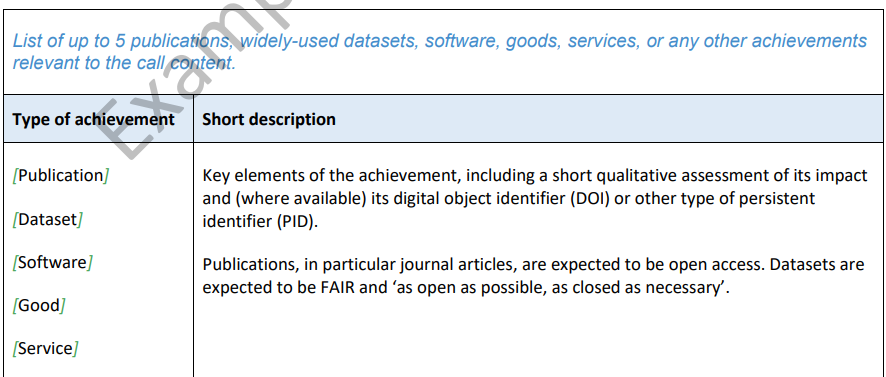 List of up to 5 publications, widely-used datasets, software, goods, services, or any other achievements
relevant to the call content.
Type of achievement
Short description
[Publication]
[Dataset]
[Software]
[Good]
[Service]
Key elements of the achievement, including a short qualitative assessment of its impact
and (where available) its digital object identifier (DOI) or other type of persistent
identifier (PID).
Publications, in particular journal articles, are expected to be open access. Datasets are
expected to be FAIR and ‘as open as possible, as closed as necessary’.